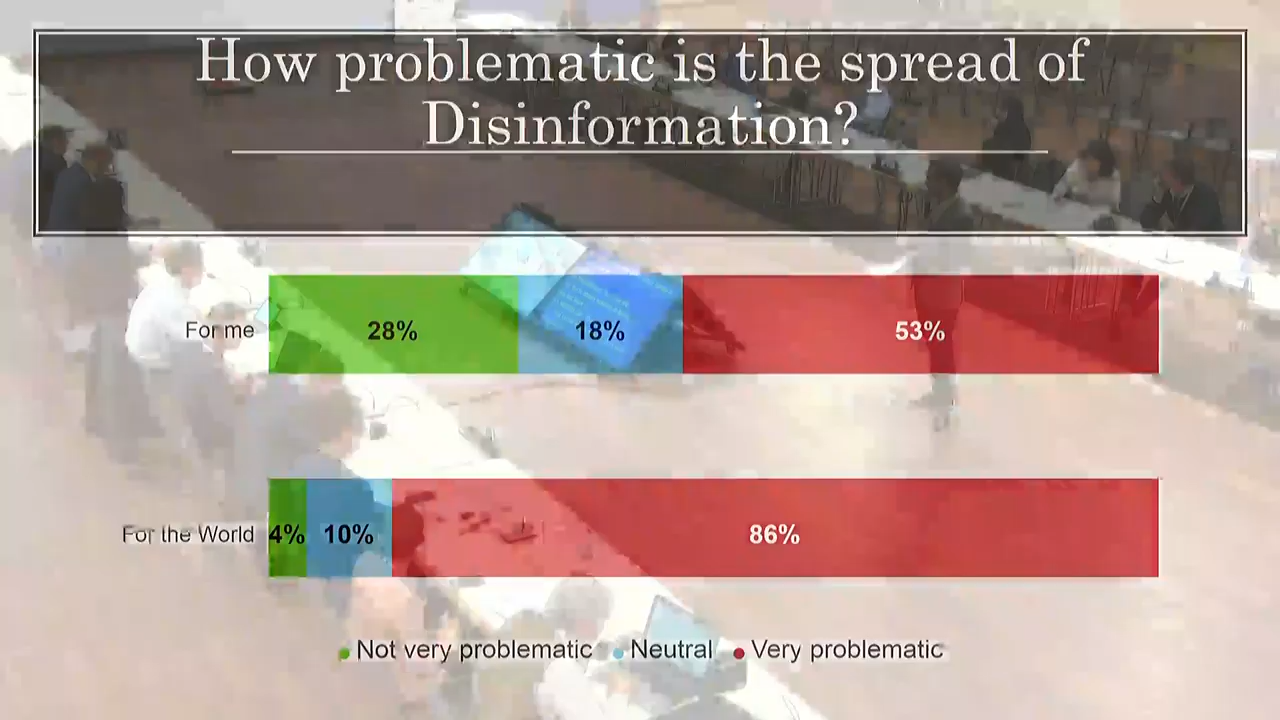 How problematic is the spread of
Disinformation?
For me 28% 18% 53%
For the World 4% 10% 86%
Not very problematic Neutral Very problematic